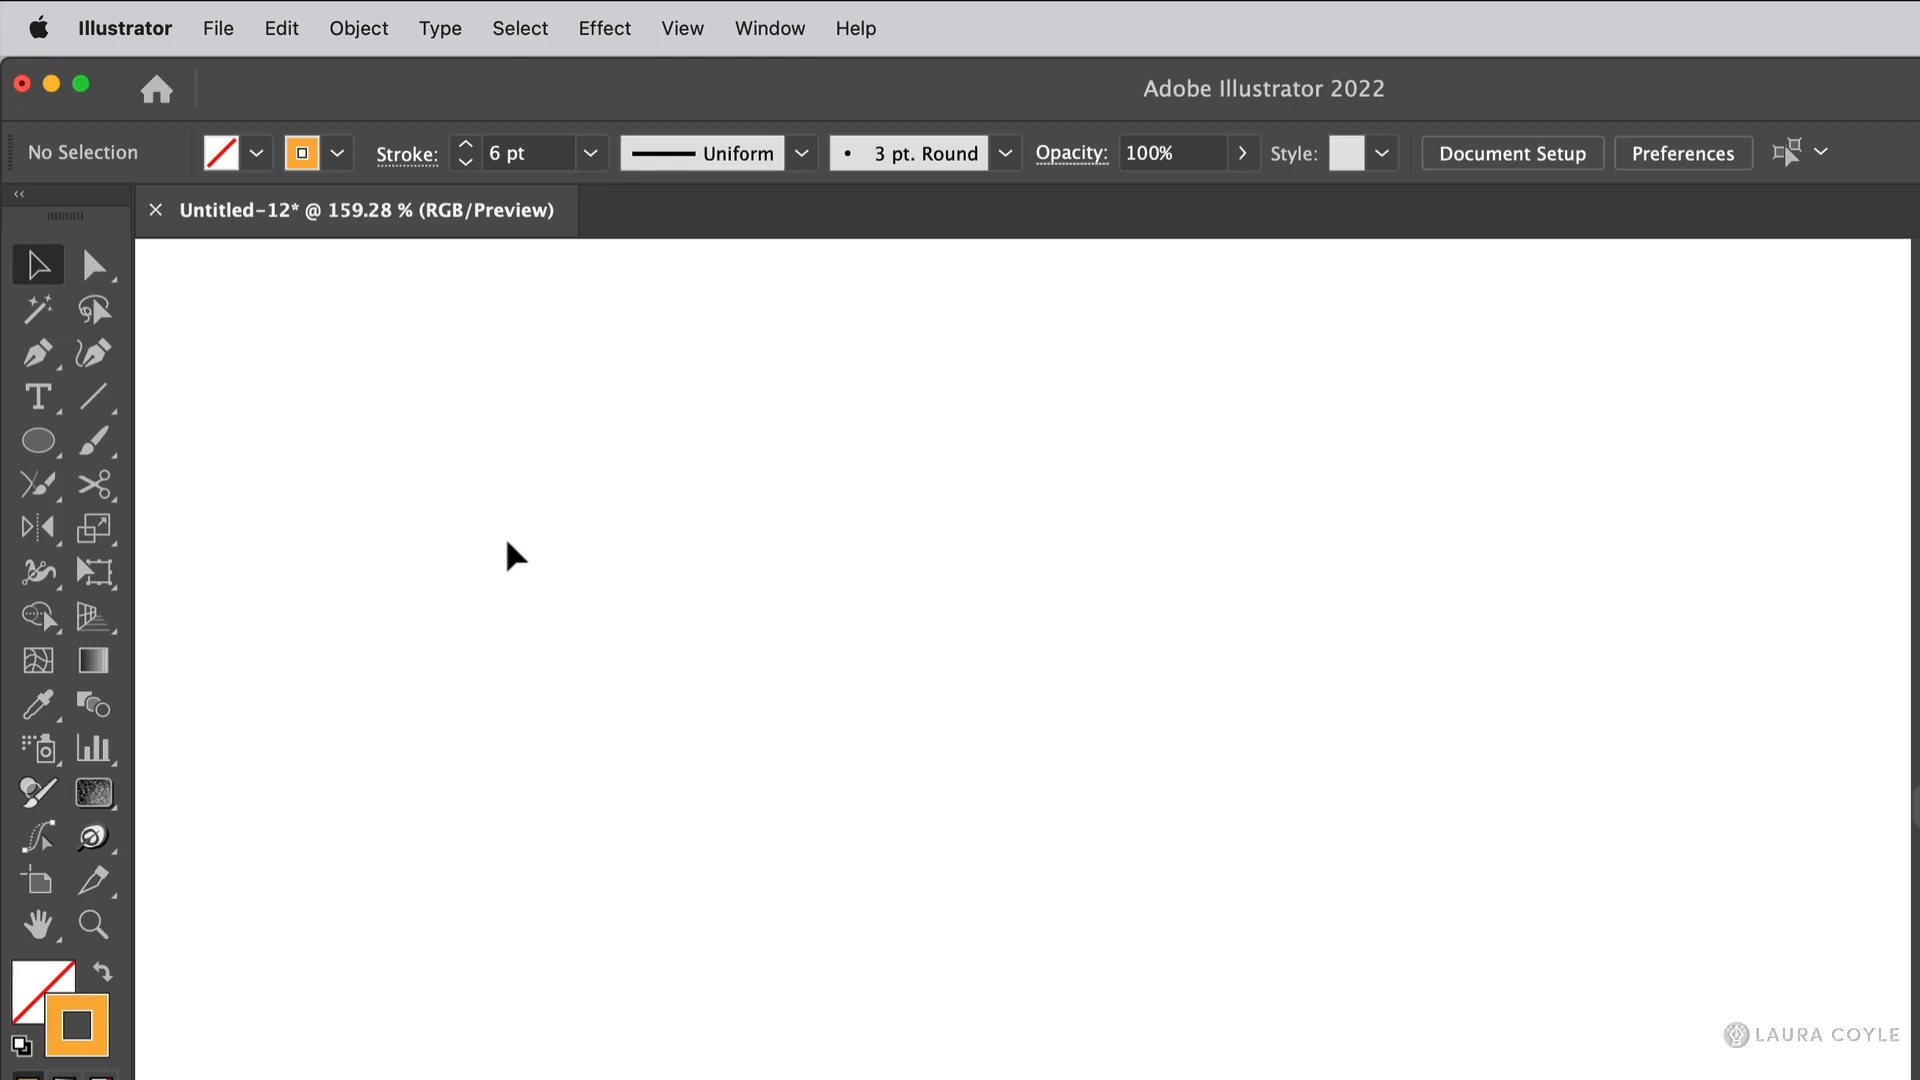 Illustrator File Edit Object Type Select Effect View Window Help
Adobe Illustrator 2022
No Selection Stroke: 6 pt Uniform 3 pt. Round Opacity: 100% Style: Document Setup Preferences
Untitled-12* @ 159.28 % (RGB/Preview)
LAURA COYLE